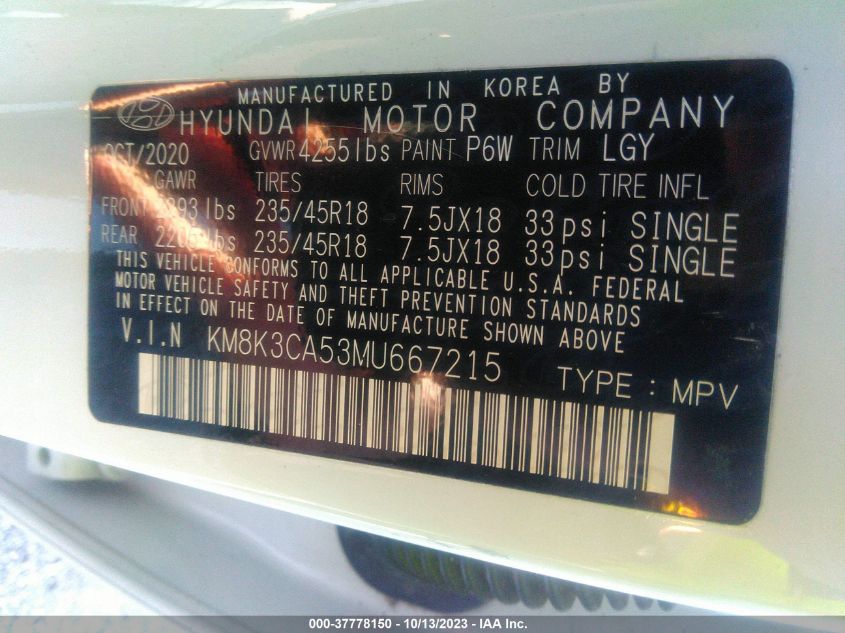 MANUFACTURED IN KOREA BY
HYUNDAI MOTOR COMPANY
OCT/2020 GVWR 4255lbs PAINT P6W TRIM LGY
GAWR TIRES RIMS COLD TIRE INFL
FRONT lbs 235/45R18 7.5JX18 33psi SINGLE
REAR 2205lbs 235/45R18 7.5JX18 33psi SINGLE
THIS VEHICLE CONFORMS TO ALL APPLICABLE U.S.A. FEDERAL
MOTOR VEHICLE SAFETY AND THEFT PREVENTION STANDARDS
IN EFFECT ON THE DATE OF MANUFACTURE SHOWN ABOVE
V.I.N KM8K3CA53MU667215 TYPE : MPV
000-37778150 - 10/13/2023 - IAA Inc.